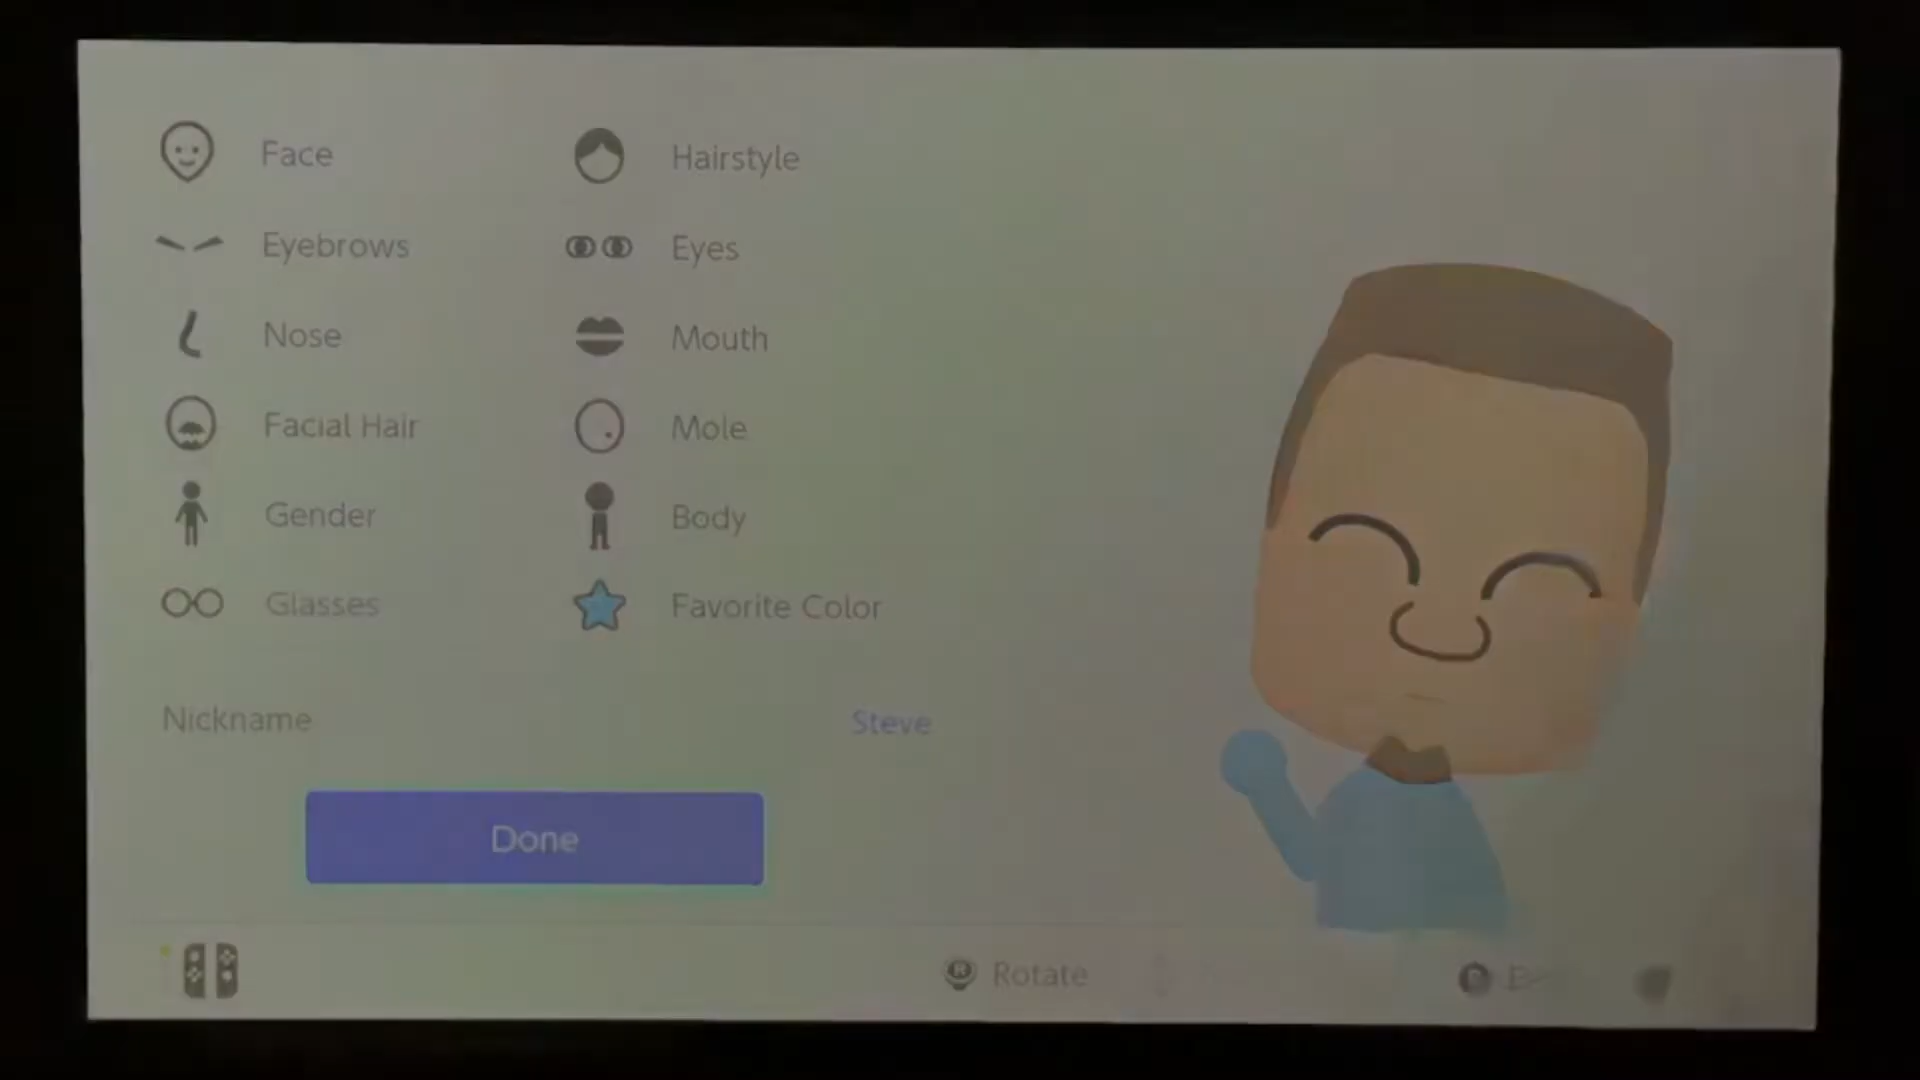 Face
Hairstyle
Eyebrows
Eyes
Nose
Mouth
Facial Hair
Mole
Gender
Body
Glasses
Favorite Color
Nickname
Steve
Done
R Rotate